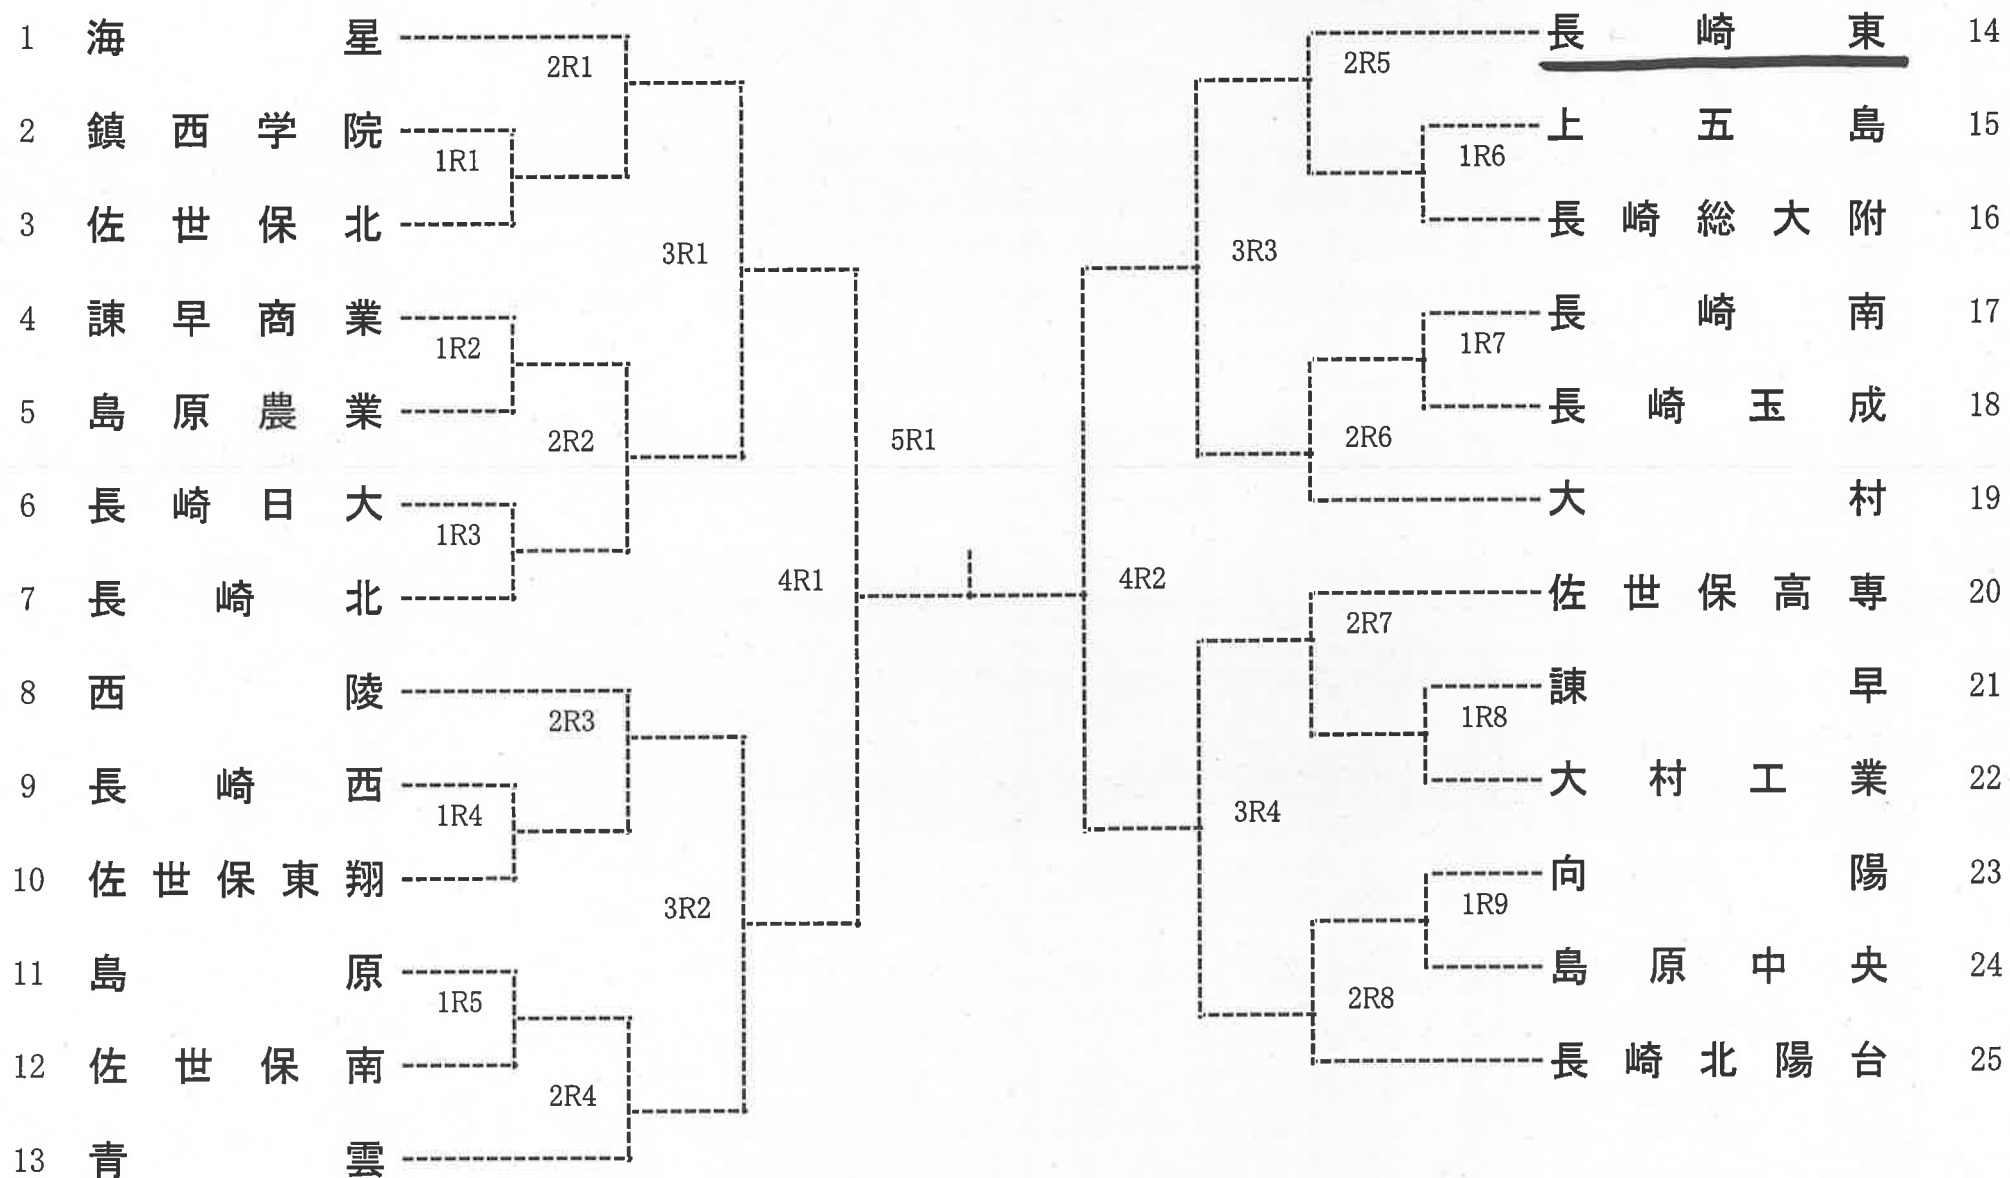 1 海星
2R1
2 鎮西学院
1R1
3 佐世保北
3R1
4 諫早商業
1R2
5 島原農業
2R2
6 長崎日大
1R3
7 長崎北
4R1
8 西陵
2R3
9 長崎西
1R4
10 佐世保東翔
3R2
11 島原
1R5
12 佐世保南
2R4
13 青雲
5R1
長崎東 14
2R5
上五島 15
1R6
長崎総大附 16
3R3
長崎南 17
1R7
長崎玉成 18
2R6
大村 19
4R2
佐世保高専 20
2R7
諫早 21
1R8
大村工業 22
3R4
向陽 23
1R9
島原中央 24
2R8
長崎北陽台 25